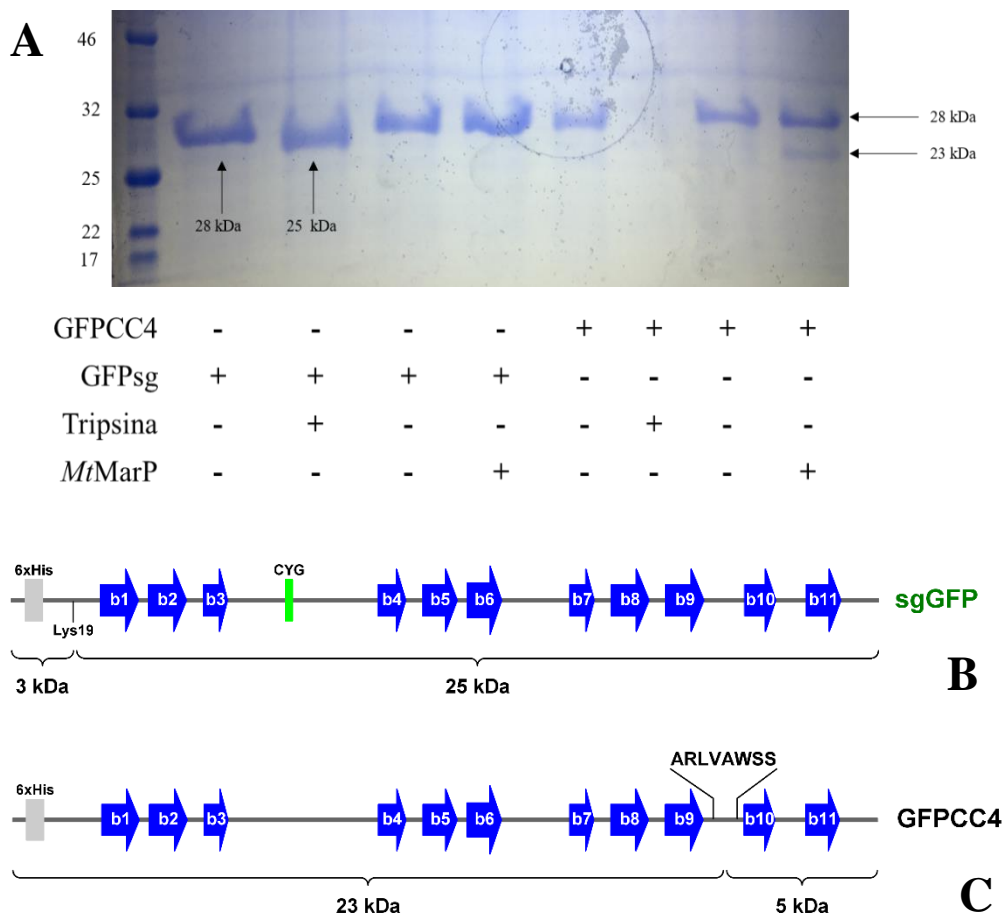 A
46
32
25
22
17
28 kDa
25 kDa
28 kDa
23 kDa
GFPCC4 - - - - + + + +
GFPsg + + + + - - - -
Tripsina - + - - - + - -
MtMarP - - - + - - - +
6xHis
CYG
b1 b2 b3 b4 b5 b6 b7 b8 b9 b10 b11
sgGFP
Lys19
3 kDa
25 kDa
B
ARLVAWSS
6xHis
b1 b2 b3 b4 b5 b6 b7 b8 b9 b10 b11
GFPCC4
23 kDa
5 kDa
C